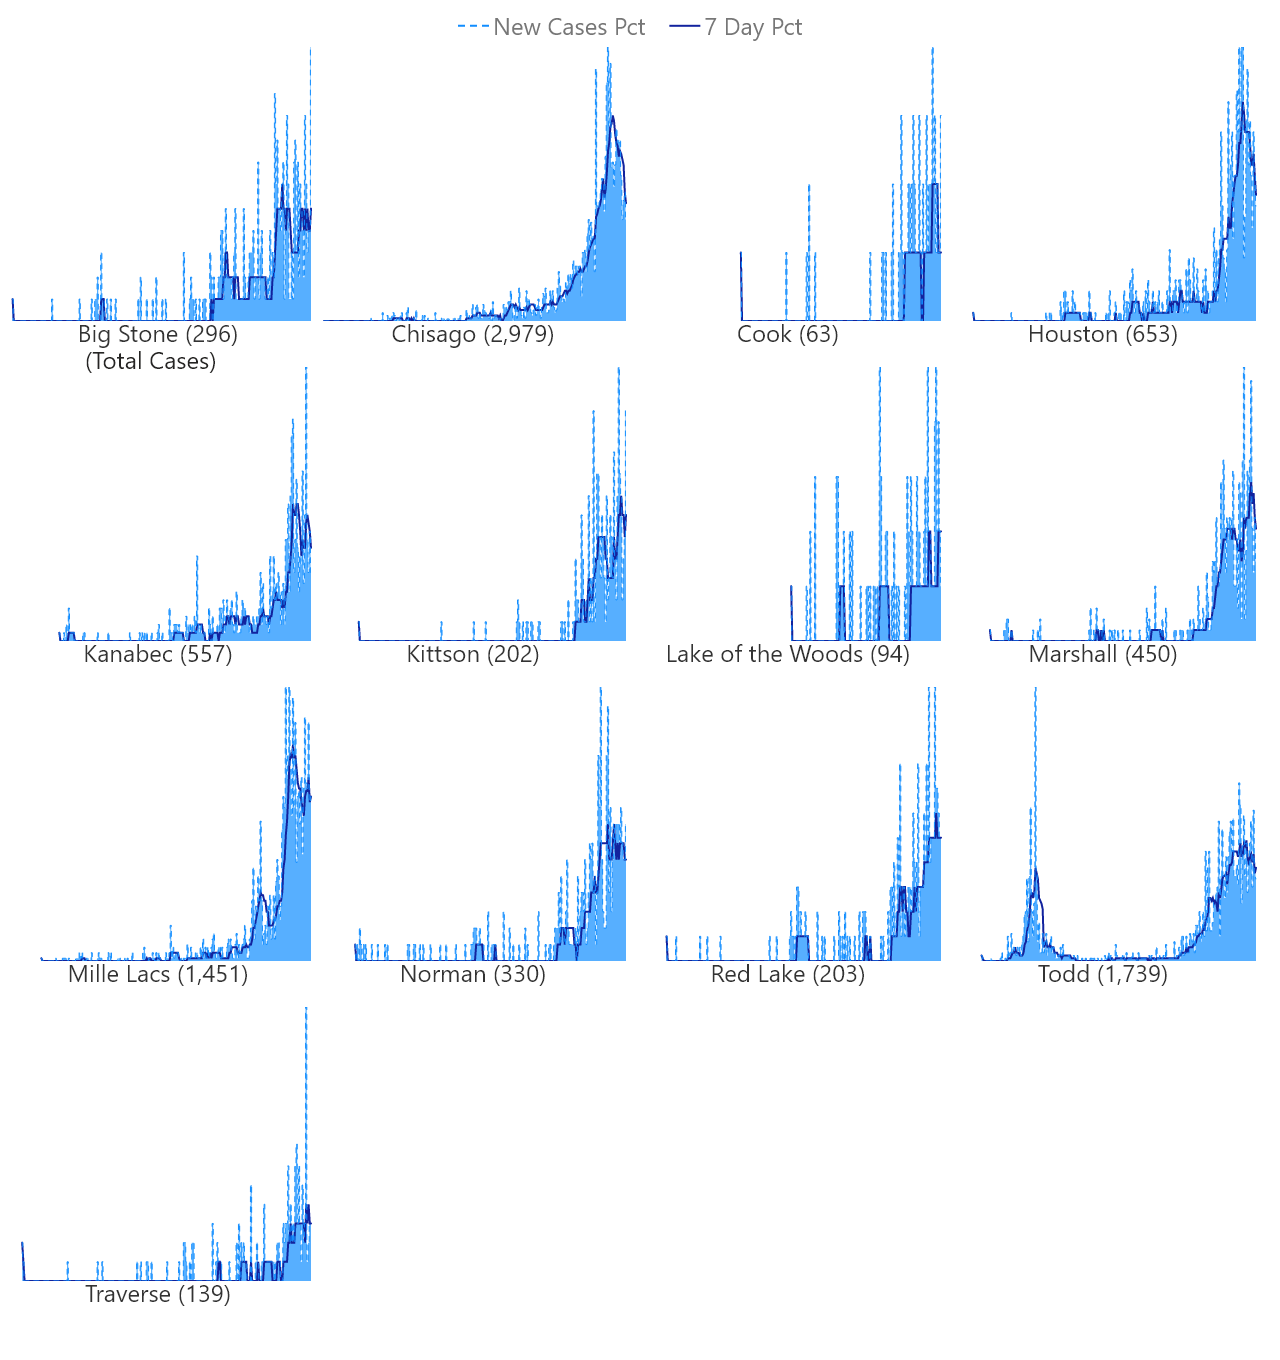 New Cases Pct 7 Day Pct
Big Stone (296)
(Total Cases)
Chisago (2,979)
Cook (63)
Houston (653)
Kanabec (557)
Kittson (202)
Lake of the Woods (94)
Marshall (450)
Mille Lacs (1,451)
Norman (330)
Red Lake (203)
Todd (1,739)
Traverse (139)